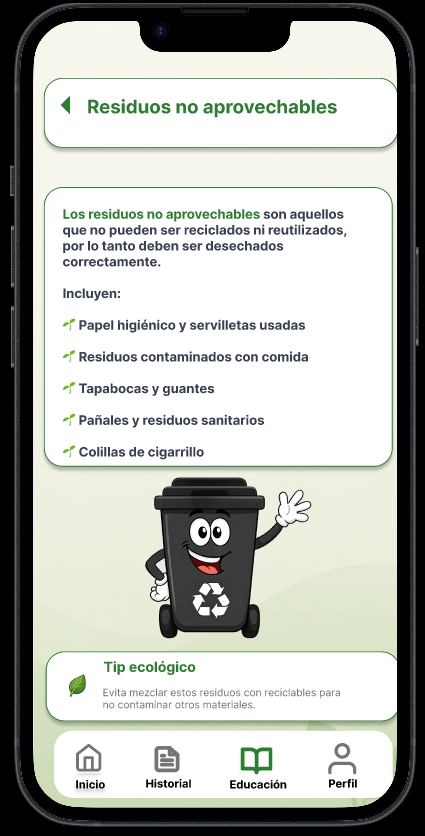 Residuos no aprovechables
Los residuos no aprovechables son aquellos
que no pueden ser reciclados ni reutilizados,
por lo tanto deben ser desechados
correctamente.
Incluyen:
Papel higiénico y servilletas usadas
Residuos contaminados con comida
Tapabocas y guantes
Pañales y residuos sanitarios
Colillas de cigarrillo
Tip ecológico
Evita mezclar estos residuos con reciclables para
no contaminar otros materiales.
Inicio
Historial
Educación
Perfil